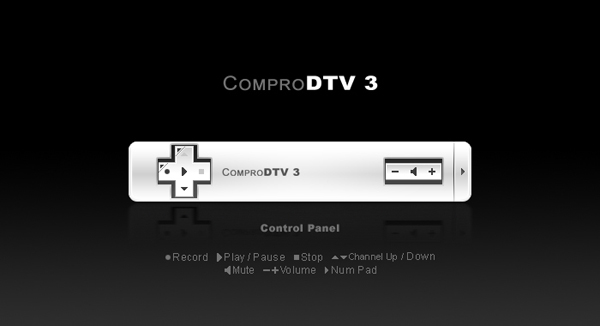 COMPRODTV 3
COMPRODTV 3
Control Panel
Record Play / Pause Stop Channel Up / Down
Mute Volume Num Pad